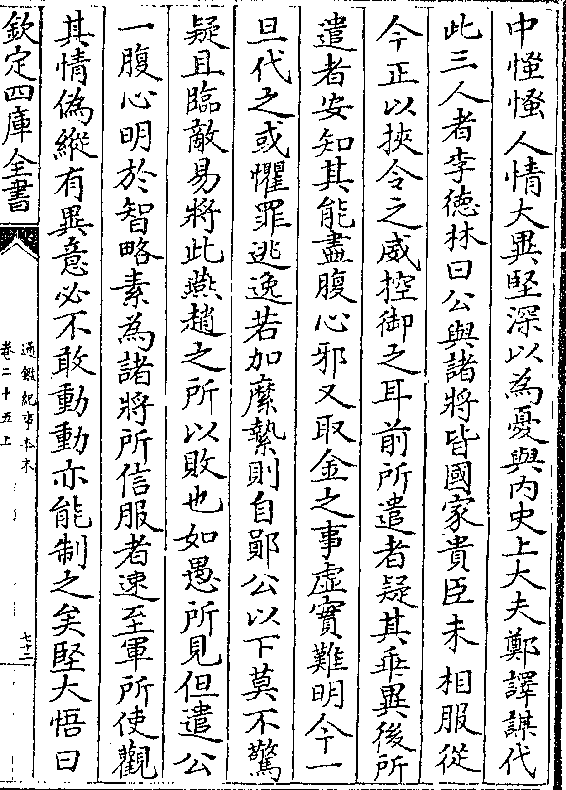 中慅慅人情大異堅深以為憂與內史上大夫鄭譯謀代
此三人者李德林曰公與諸將皆國家貴臣未相服從
今正以挾令之威控御之耳前所遣者疑其乖異後所
遣者安知其能盡腹心邪又取金之事虛實難明今一
旦代之或懼罪逃逸若加縻縶則自鄖公以下莫不驚
疑且臨敵易將此燕趙之所以敗也如愚所見但遣公
一腹心明於智略素為諸將所信服者速至軍所使觀
其情偽縱有異意必不敢動動亦能制之矣堅大悟曰
欽定四庫全書
通鑑紀事本末
卷二十五上
七十二